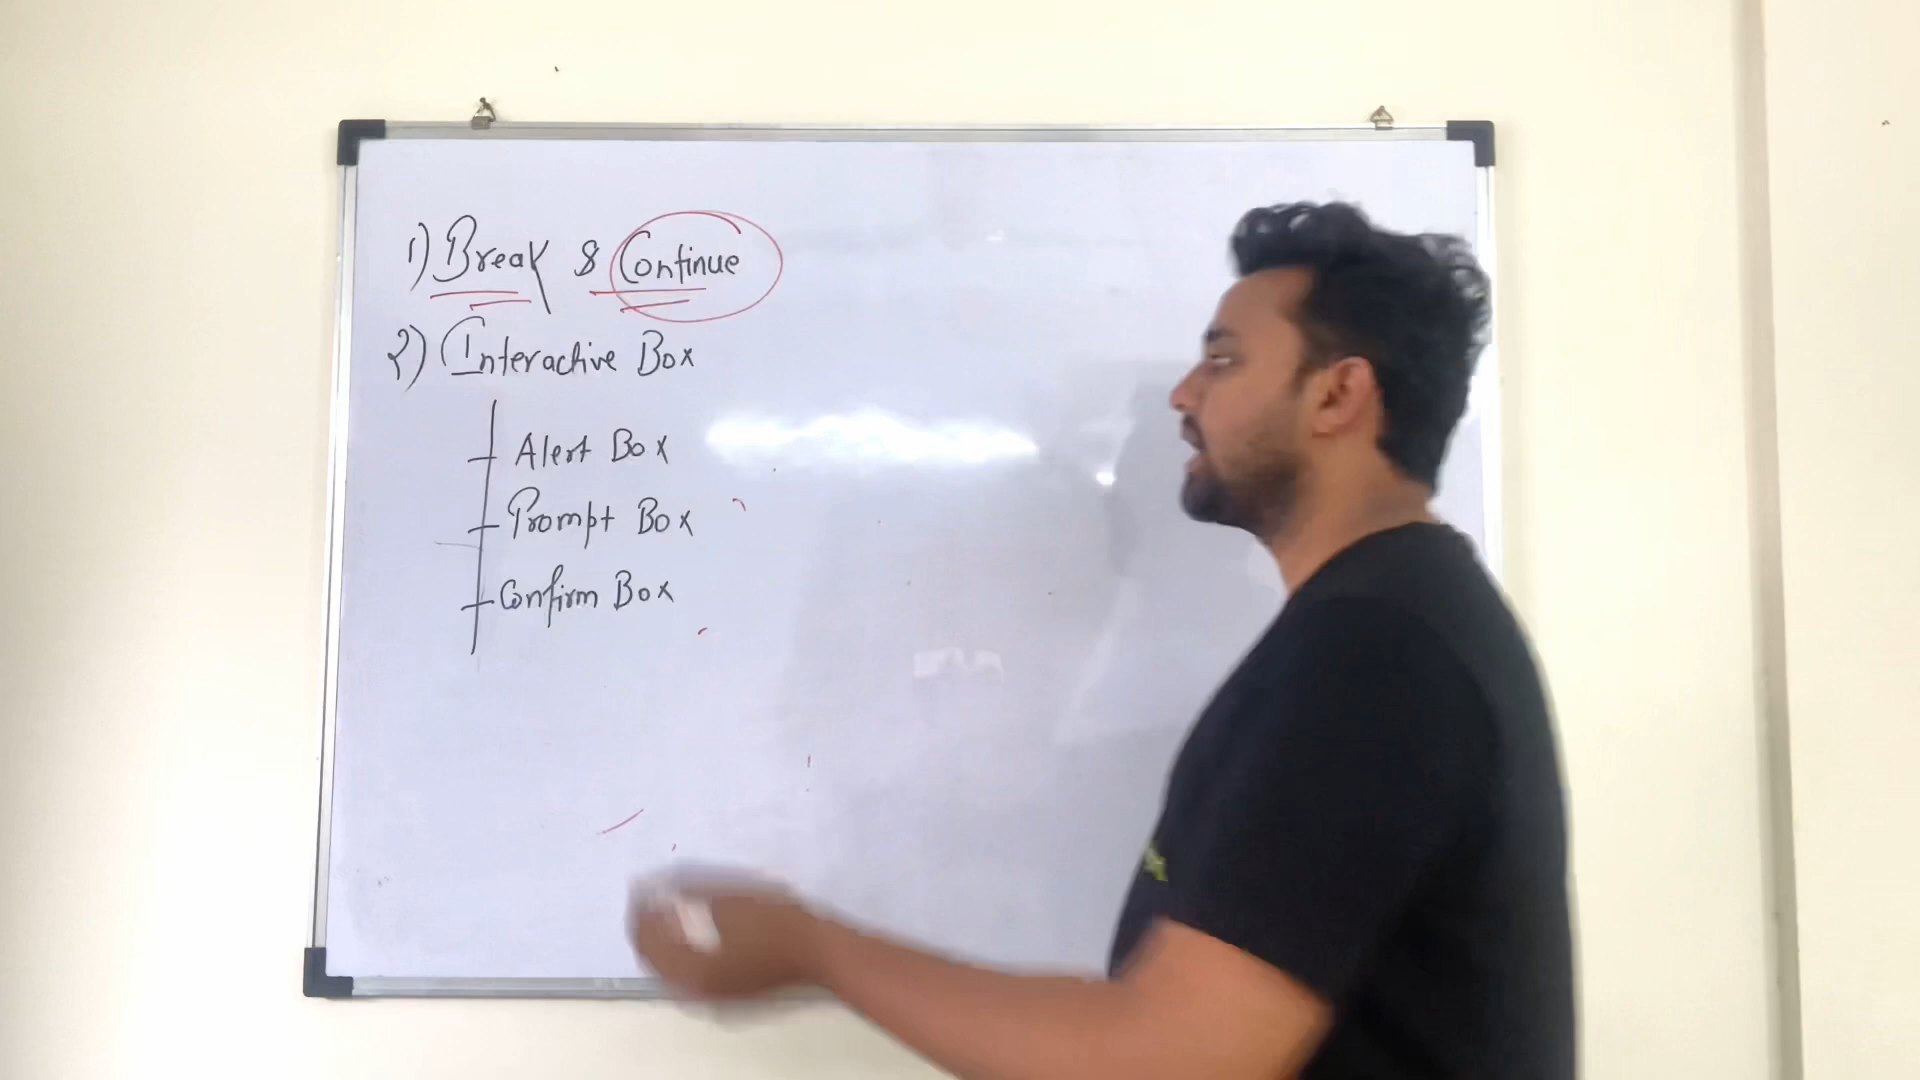 1) Break & Continue
2) Interactive Box
Alert Box
Prompt Box
Confirm Box